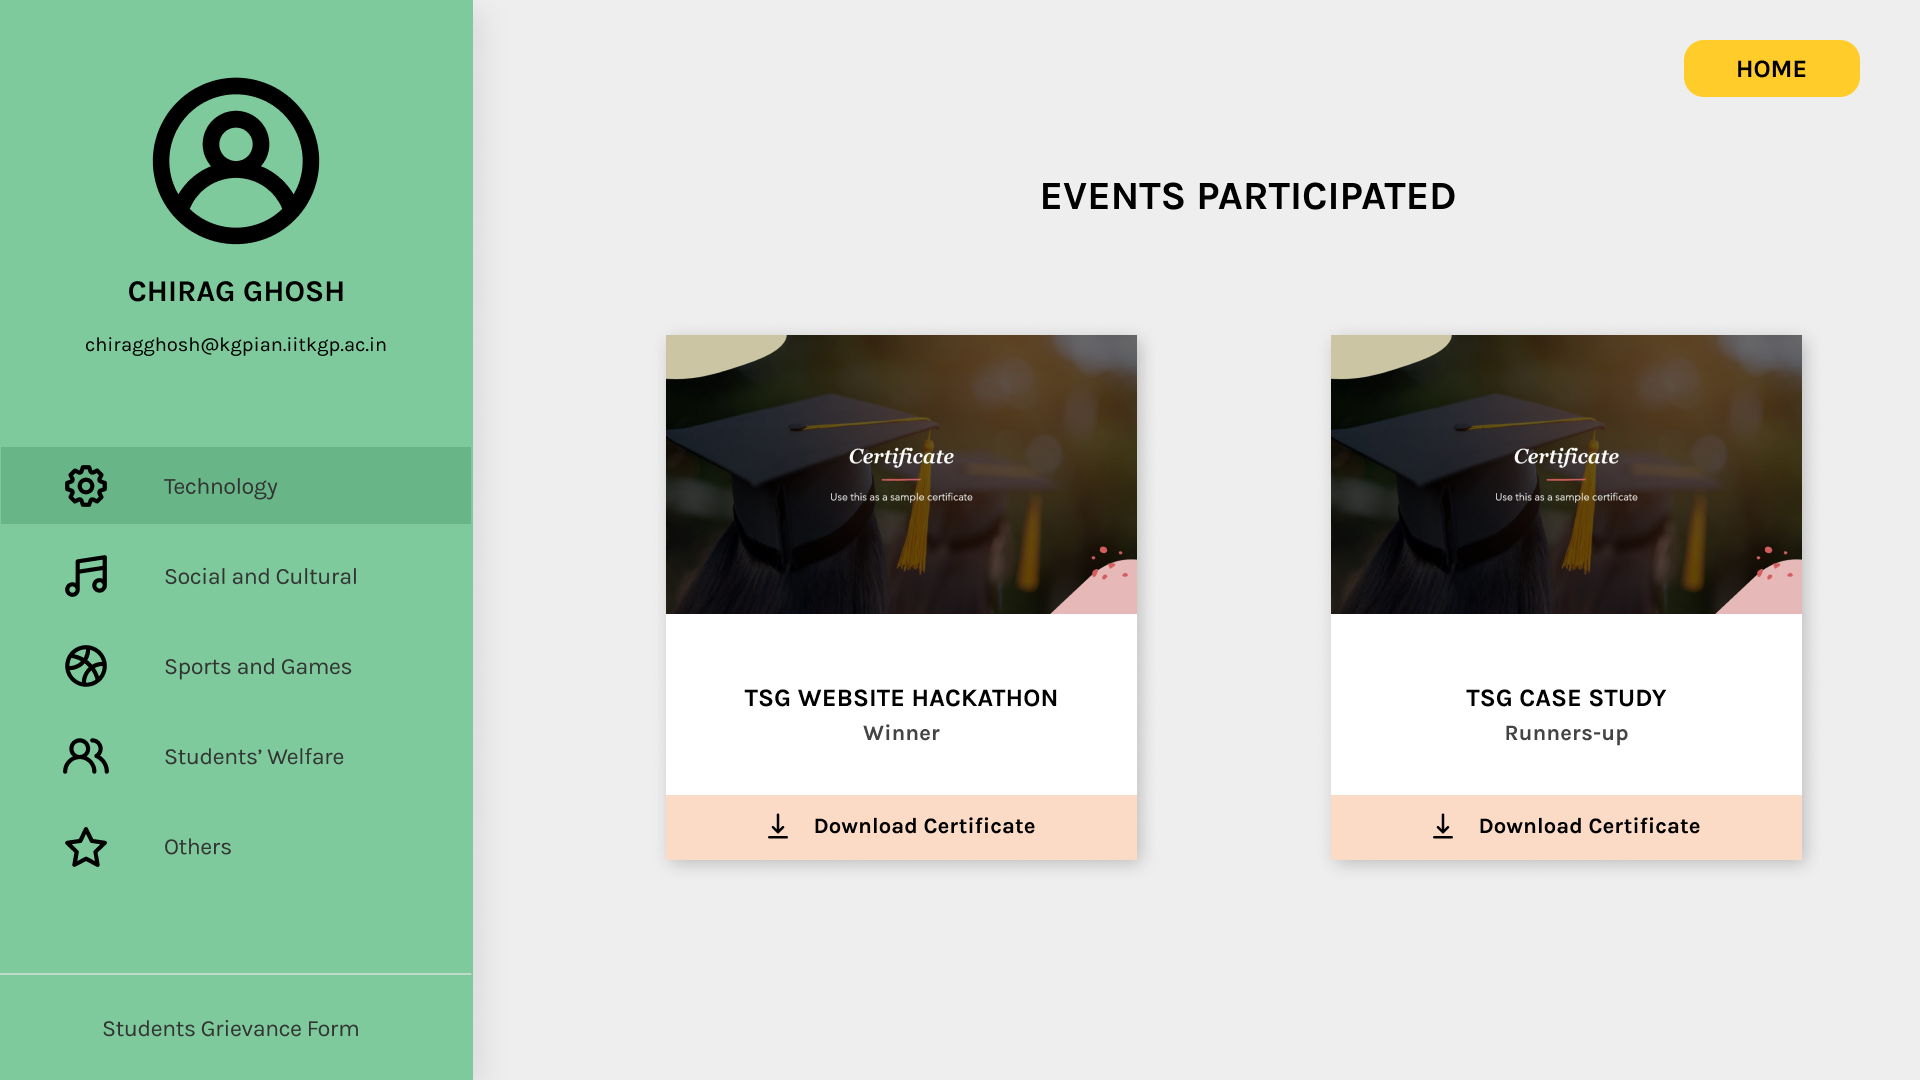 CHIRAG GHOSH
chiragghosh@kgpian.iitkgp.ac.in
Technology
Social and Cultural
Sports and Games
Students’ Welfare
Others
Students Grievance Form
HOME
EVENTS PARTICIPATED
Certificate
Use this as a sample certificate
TSG WEBSITE HACKATHON
Winner
Download Certificate
Certificate
Use this as a sample certificate
TSG CASE STUDY
Runners-up
Download Certificate